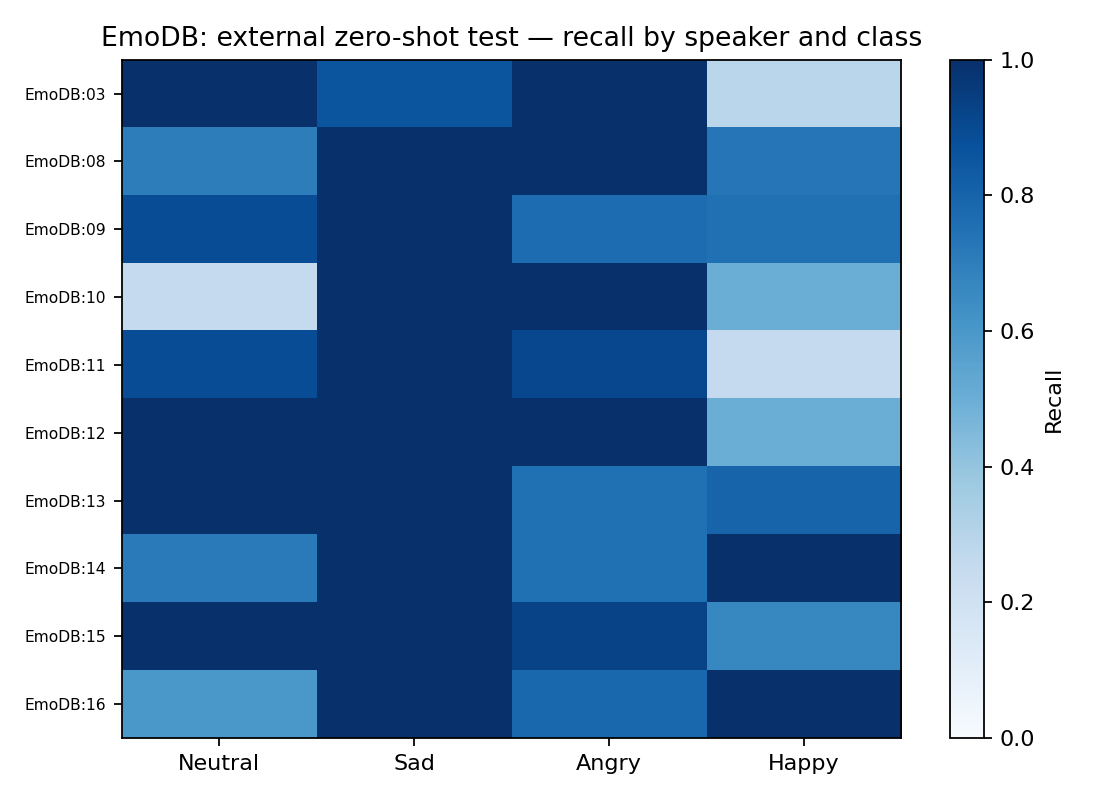 EmoDB: external zero-shot test — recall by speaker and class
EmoDB:03
EmoDB:08
EmoDB:09
EmoDB:10
EmoDB:11
EmoDB:12
EmoDB:13
EmoDB:14
EmoDB:15
EmoDB:16
Neutral Sad Angry Happy
1.0
0.8
0.6
0.4
0.2
0.0
Recall